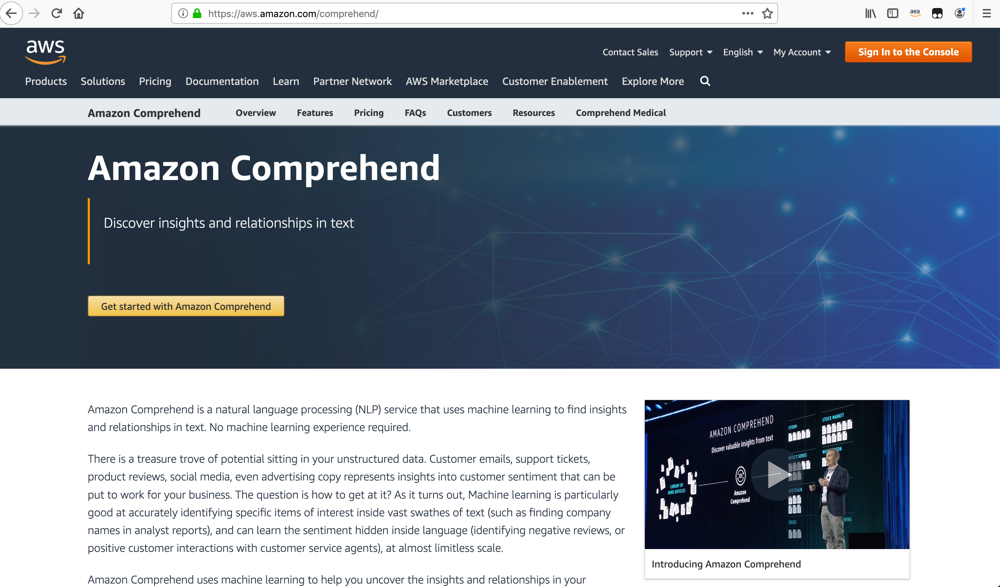 https://aws.amazon.com/comprehend/
aea
aws
Contact Sales Support English My Account Sign In to the Console
Products Solutions Pricing Documentation Learn Partner Network AWS Marketplace Customer Enablement Explore More
Amazon Comprehend Overview Features Pricing FAQs Customers Resources Comprehend Medical
Amazon Comprehend
Discover insights and relationships in text
Get started with Amazon Comprehend
Amazon Comprehend is a natural language processing (NLP) service that uses machine learning to find insights
and relationships in text. No machine learning experience required.
There is a treasure trove of potential sitting in your unstructured data. Customer emails, support tickets,
product reviews, social media, even advertising copy represents insights into customer sentiment that can be
put to work for your business. The question is how to get at it? As it turns out, Machine learning is particularly
good at accurately identifying specific items of interest inside vast swathes of text (such as finding company
names in analyst reports), and can learn the sentiment hidden inside language (identifying negative reviews, or
positive customer interactions with customer service agents), at almost limitless scale.
Amazon Comprehend uses machine learning to help you uncover the insights and relationships in your
AMAZON COMPREHEND
Discover valuable insights from text
LIBRARY OF
NEWS ARTICLES
Amazon
Comprehend
STORM
STOCK MARKET
WORLD SERIES
AUSTRALIA
CRISIS
Introducing Amazon Comprehend